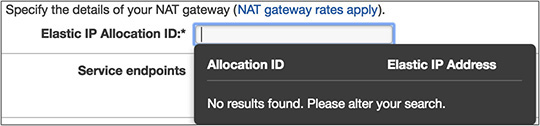 Specify the details of your NAT gateway (NAT gateway rates apply).
Elastic IP Allocation ID:*
Allocation ID Elastic IP Address
Service endpoints
No results found. Please alter your search.